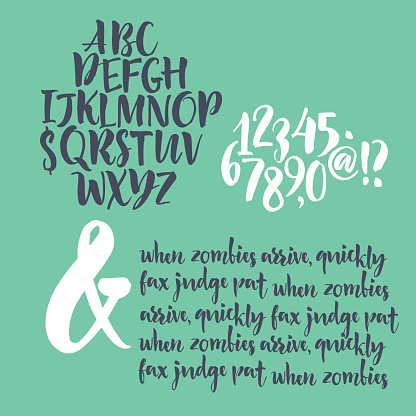 ABC
DEFGH
IJKLMNOP
$QRSTUV
WXYZ
12345.
67890,@!?
&
when zombies arrive, quickly
fax judge pat when zombies
arrive, quickly fax judge pat
when zombies arrive, quickly
fax judge pat when zombies